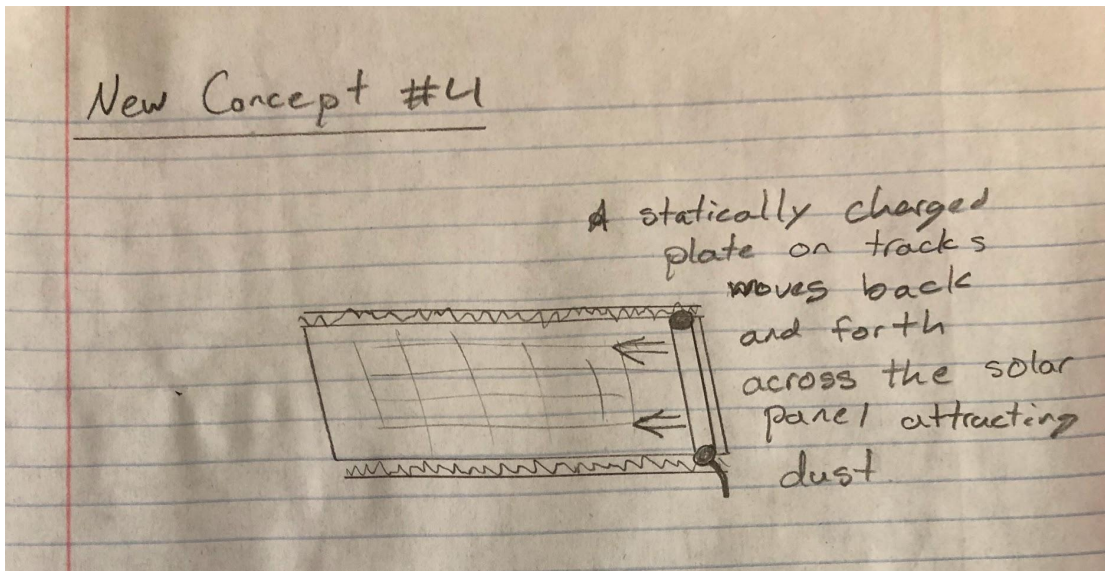 New Concept #4
A statically charged
plate on tracks
moves back
and forth
across the solar
panel attracting
dust